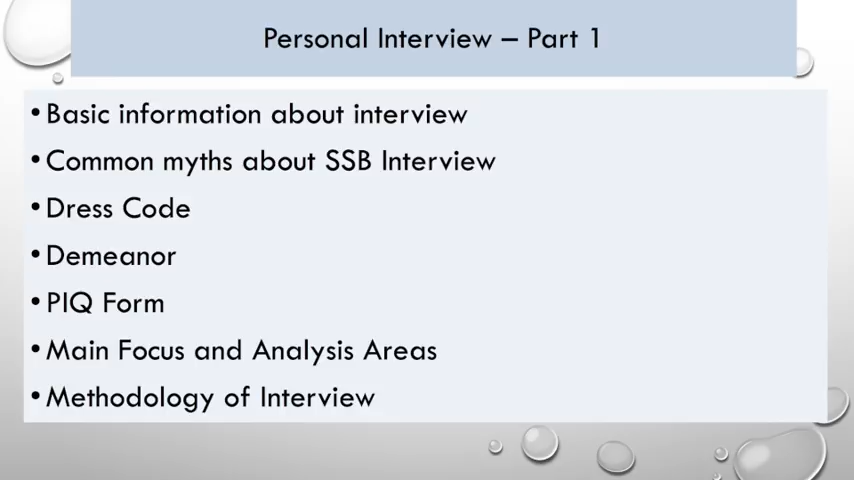 Personal Interview – Part 1
•Basic information about interview
•Common myths about SSB Interview
•Dress Code
•Demeanor
•PIQ Form
•Main Focus and Analysis Areas
•Methodology of Interview